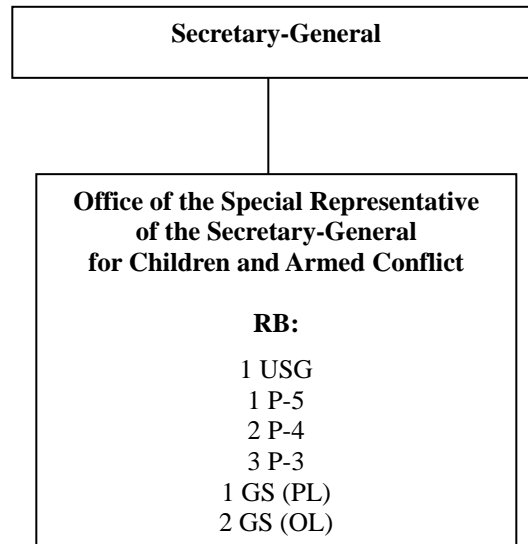 Secretary-General
Office of the Special Representative
of the Secretary-General
for Children and Armed Conflict
RB:
1 USG
1 P-5
2 P-4
3 P-3
1 GS (PL)
2 GS (OL)